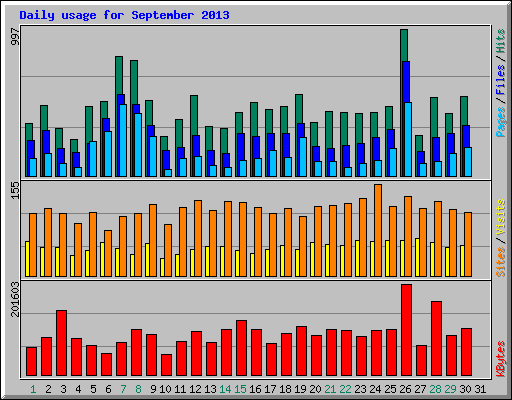 Daily usage for September 2013
997
Pages / Files / Hits
155
Sites / Visits
201603
KBytes
1 2 3 4 5 6 7 8 9 10 11 12 13 14 15 16 17 18 19 20 21 22 23 24 25 26 27 28 29 30 31